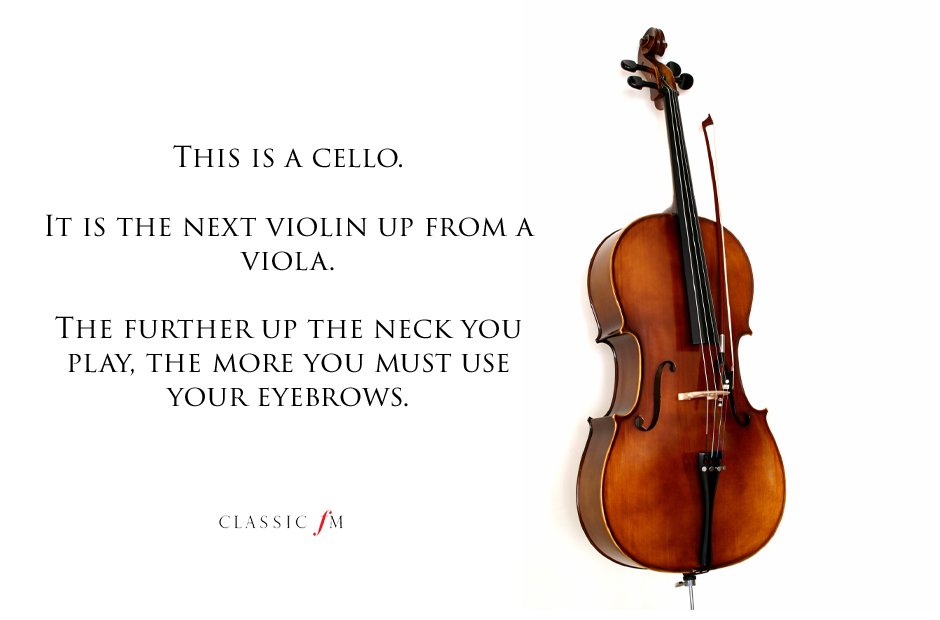 This is a cello.
It is the next violin up from a
viola.
The further up the neck you
play, the more you must use
your eyebrows.
CLASSIC fM